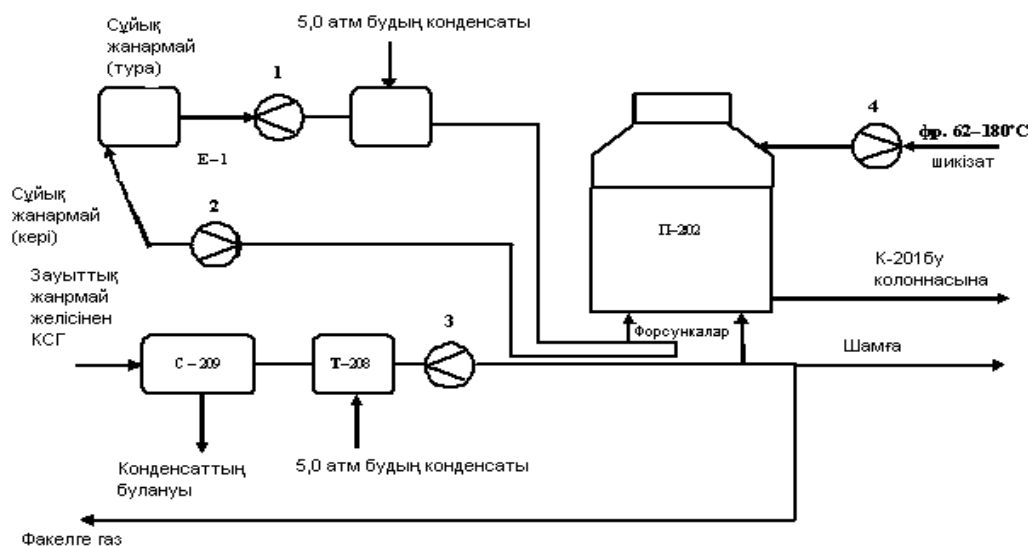 5,0 атм будың конденсаты
Сұйық
жанармай
(тура)
1
4
фр. 62–180°С
шикізат
Е–1
Сұйық
жанармай
(кері)
2
П–202
К-201бу
колоннасына
Зауыттық
жанрмай
желісінен
КСГ
3
Форсункалар
Шамға
С – 209
Т–208
Конденсаттың
булануы
5,0 атм будың конденсаты
Факелге газ